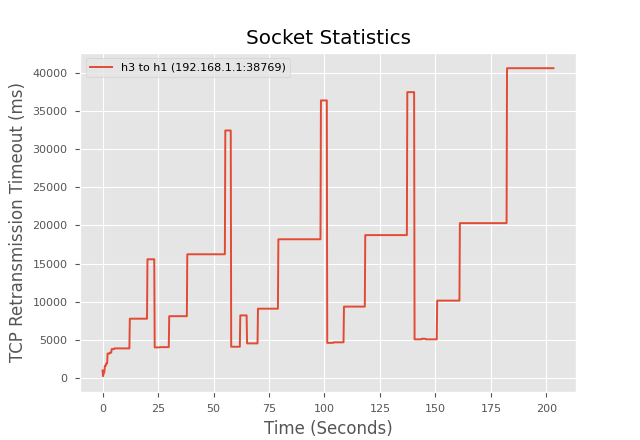 Socket Statistics
h3 to h1 (192.168.1.1:38769)
TCP Retransmission Timeout (ms)
40000
35000
30000
25000
20000
15000
10000
5000
0
0 25 50 75 100 125 150 175 200
Time (Seconds)